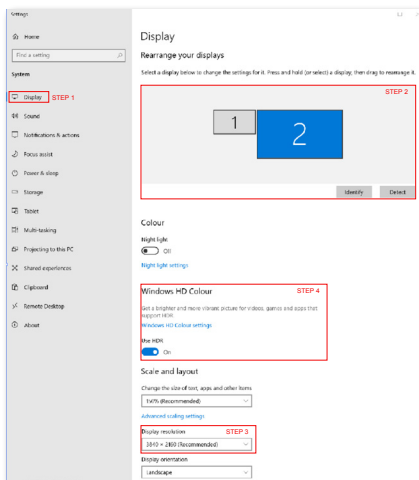 Settings
Home
Find a setting
System
Display STEP 1
Sound
Notifications & actions
Focus assist
Power & sleep
Storage
Tablet
Multi-tasking
Projecting to this PC
Shared experiences
Clipboard
Remote Desktop
About
Display
Rearrange your displays
Select a display below to change the settings for it. Press and hold (or select) a display, then drag to rearrange it.
STEP 2
1 2
Identify Detect
Colour
Night light
Off
Night light settings
Windows HD Colour STEP 4
Get a brighter and more vibrant picture for videos, games and apps that
support HDR.
Windows HD Colour settings
Use HDR
On
Scale and layout
Change the size of text, apps and other items
(Recommended)
Advanced scaling settings
Display resolution STEP 3
3840 × 2160 (Recommended)
Display orientation
Landscape